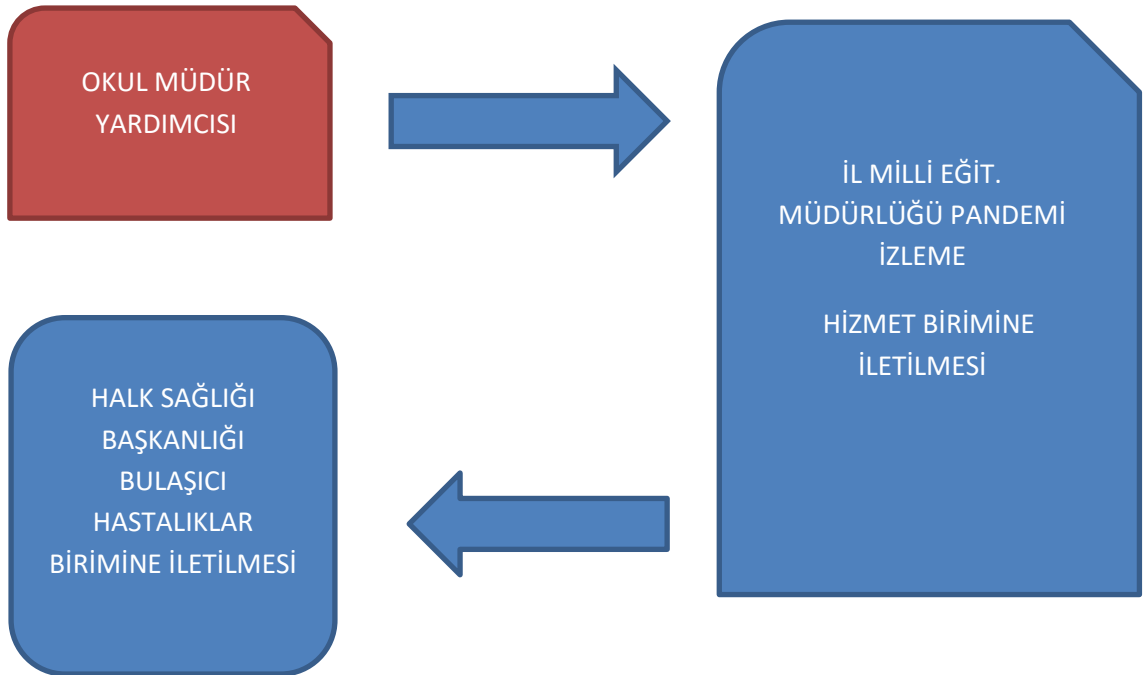 OKUL MÜDÜR
YARDIMCISI
İL MİLLİ EĞİT.
MÜDÜRLÜĞÜ PANDEMİ
İZLEME
HİZMET BİRİMİNE
İLETİLMESİ
HALK SAĞLIĞI
BAŞKANLIĞI
BULAŞICI
HASTALIKLAR
BİRİMİNE İLETİLMESİ